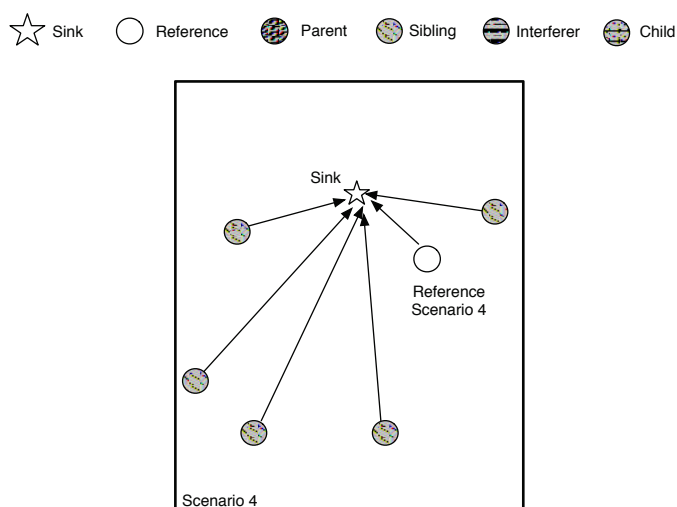 Sink Reference Parent Sibling Interferer Child
Sink
Reference
Scenario 4
Scenario 4